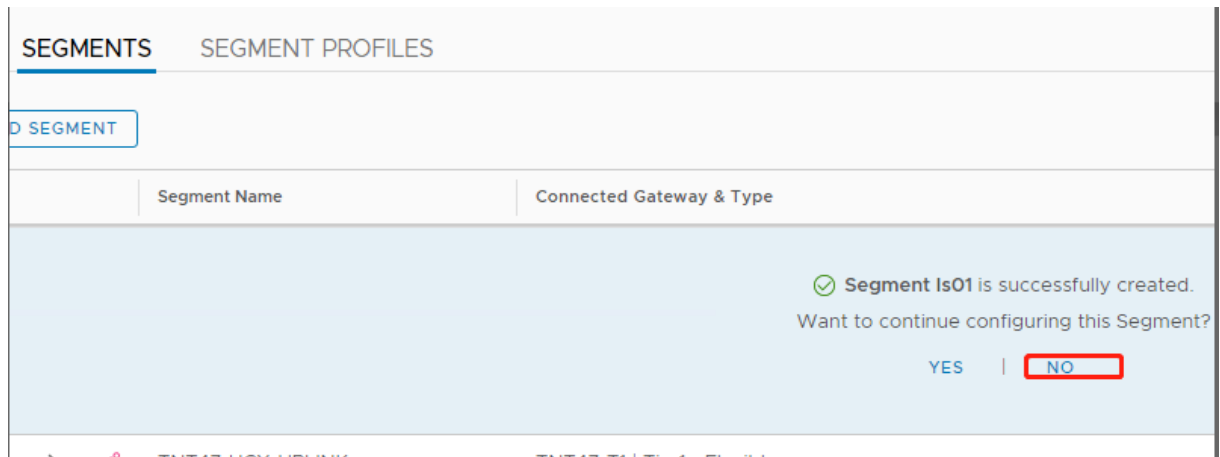 SEGMENTS SEGMENT PROFILES
D SEGMENT
Segment Name Connected Gateway & Type
Segment ls01 is successfully created.
Want to continue configuring this Segment?
YES | NO